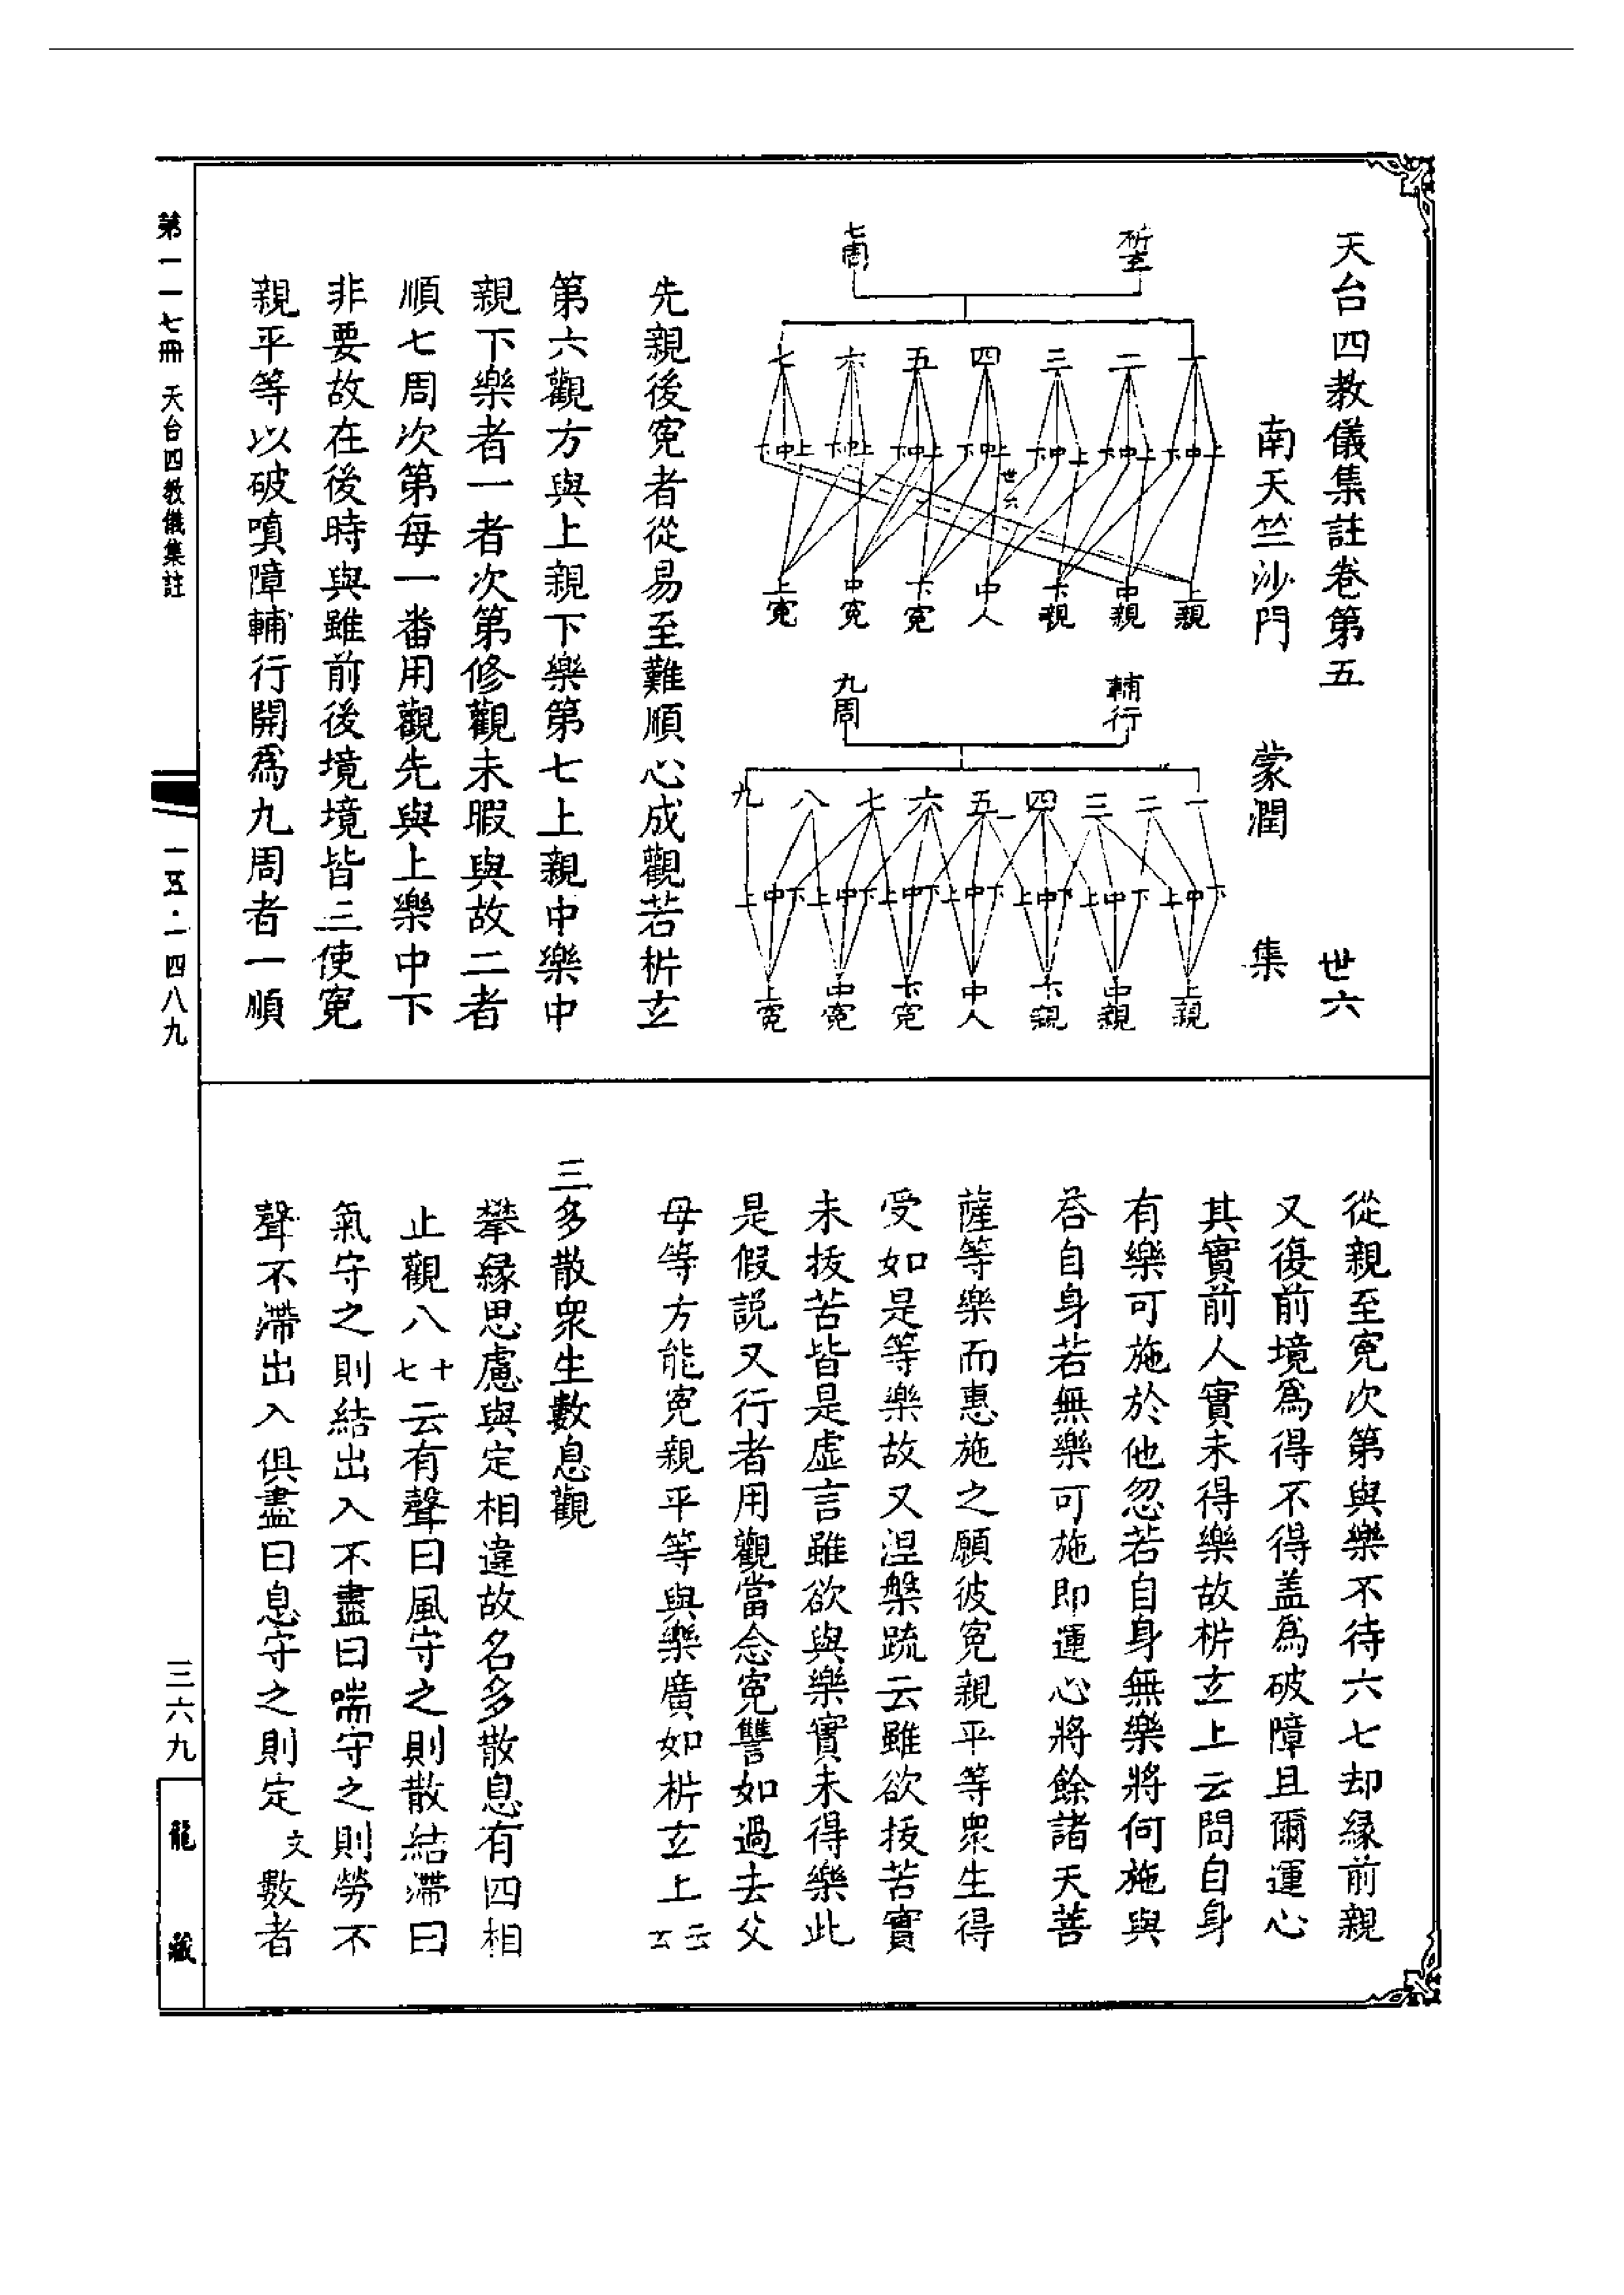 天台四教儀集註卷第五　世六
南天竺沙門　蒙潤　集
析玄
七周
一 二 三 四 五 六 七
上中下 上中下 上中下 上中下 上中下 上中下 上中下
世六
上親 中親 下親 中人 下寃 中寃 上寃
輔行
九周
一 二 三 四 五 六 七 八 九
下中上 下中上 下中上 下中上 下中上 下中上 下中上
上親 中親 下親 中人 下寃 中寃 上寃
先親後寃者從易至難順心成觀若析玄
第六觀方與上親下樂第七上親中樂中
親下樂者一者次第修觀未暇與故二者
順七周次第每一番用觀先與上樂中下
非要故在後時與雖前後境境皆三使寃
親平等以破嗔障輔行開爲九周者一順
從親至寃次第與樂不待六七却緣前親
又復前境爲得不得盖爲破障且爾運心
其實前人實未得樂故析玄上云問自身
有樂可施於他忽若自身無樂將何施與
荅自身若無樂可施即運心將餘諸天菩
薩等樂而惠施之願彼寃親平等衆生得
受如是等樂故又涅槃䟽云雖欲拔苦實
未拔苦皆是虛言雖欲與樂實未得樂此
是假說又行者用觀當念寃讐如過去父
母等方能寃親平等與樂廣如析玄上云云
三多散衆生數息觀
攀緣思慮與定相違故名多散息有四相
止觀八十七云有聲曰風守之則散結滯曰
氣守之則結出入不盡曰喘守之則勞不
聲不滯出入俱盡曰息守之則定文數者
第一一七冊　天台四教儀集註
一五·一四八九
三六九
龍藏